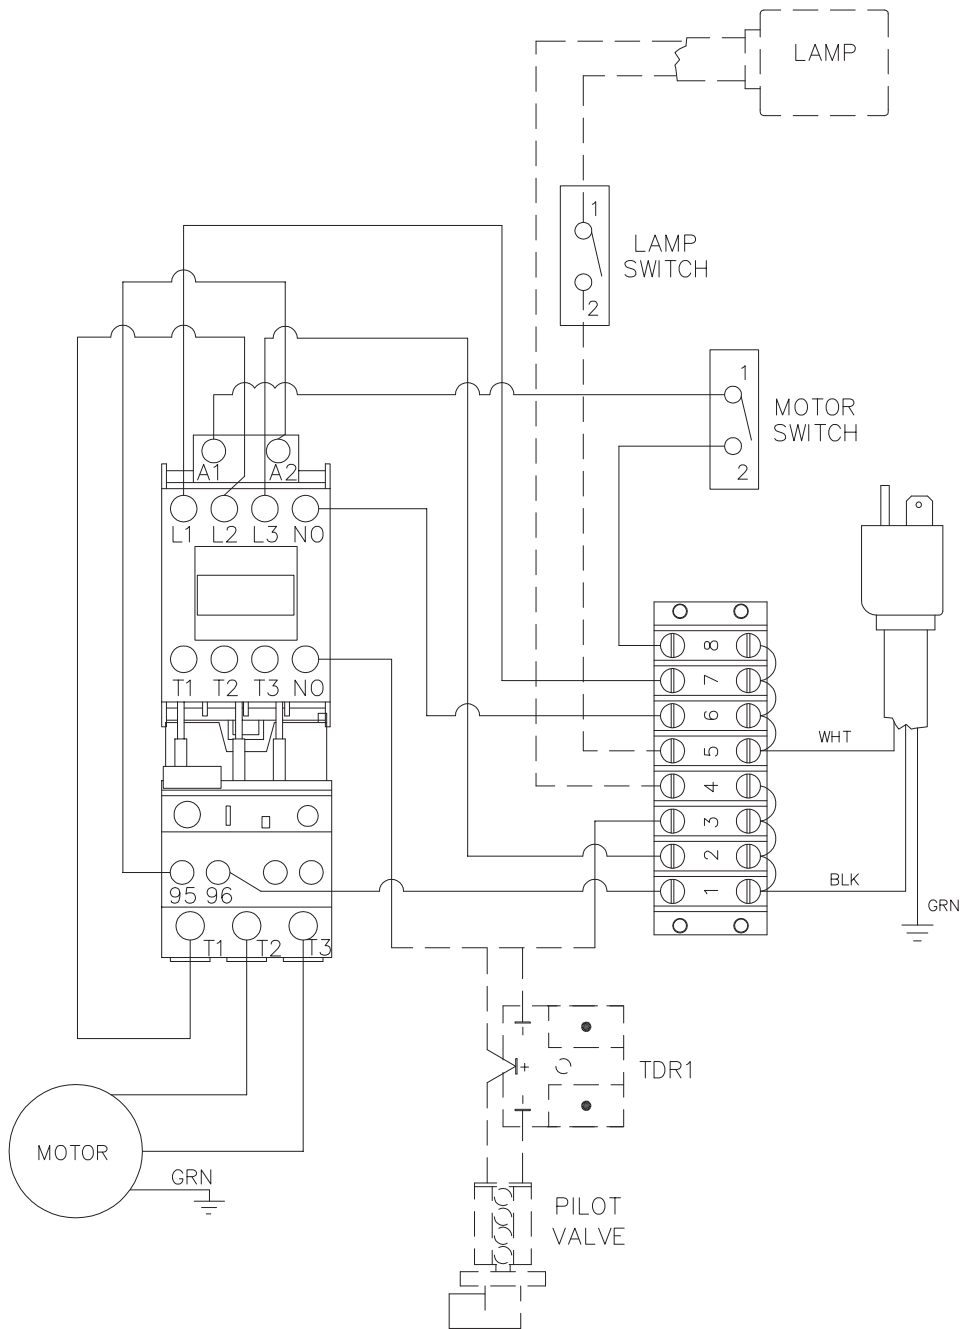 LAMP
1
LAMP
SWITCH
2
1
MOTOR
SWITCH
2
A1 A2
L1 L2 L3 NO
T1 T2 T3 NO
8
7
6
5
4
3
2
1
WHT
BLK
GRN
95 96
T1 T2 T3
TDR1
MOTOR
GRN
PILOT
VALVE